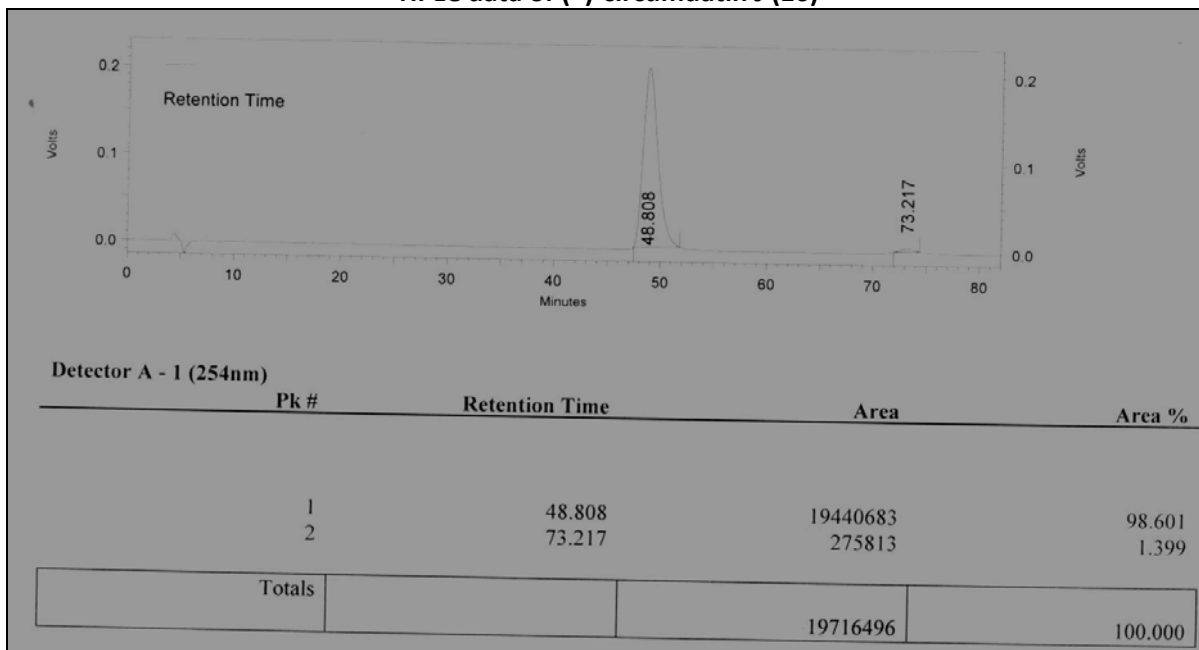 0.2
0.2
Retention Time
Volts
0.1
0.1
Volts
48.808
73.217
0.0
0.0
0 10 20 30 40 50 60 70 80
Minutes
Detector A - 1 (254nm)
Pk # Retention Time Area Area %
1 48.808 19440683 98.601
2 73.217 275813 1.399
Totals 19716496 100.000